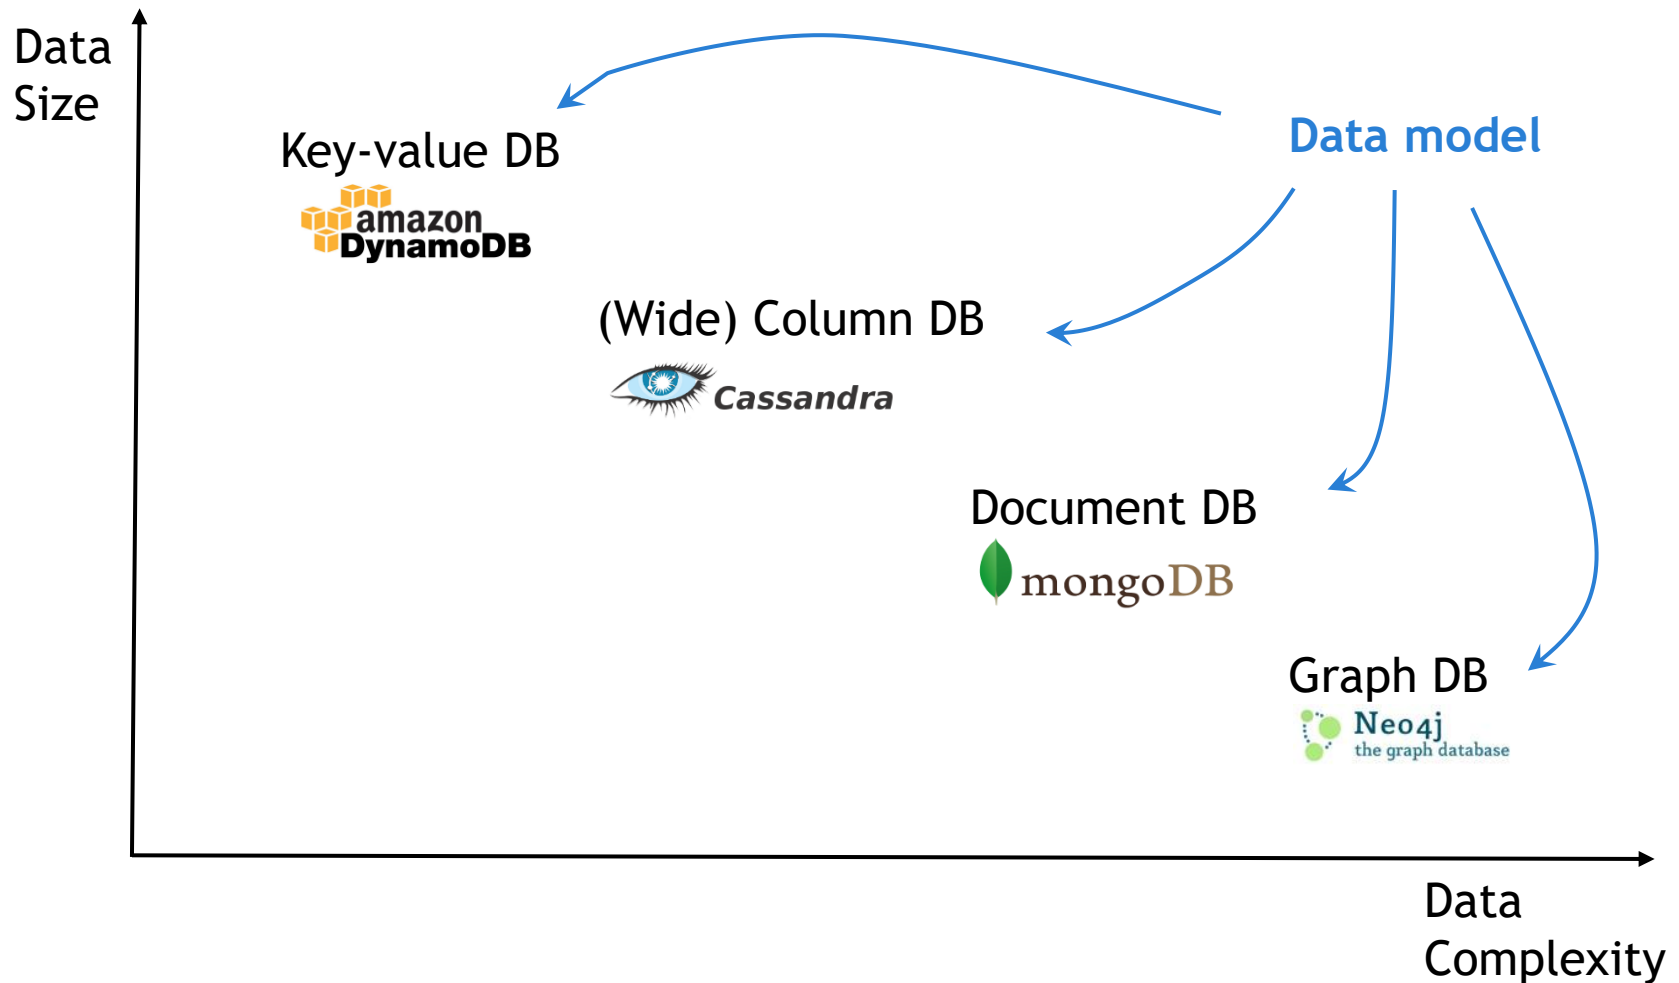 Data
Size
Data model
Key-value DB
amazon
DynamoDB
(Wide) Column DB
Cassandra
Document DB
mongoDB
Graph DB
Neo4j
the graph database
Data
Complexity